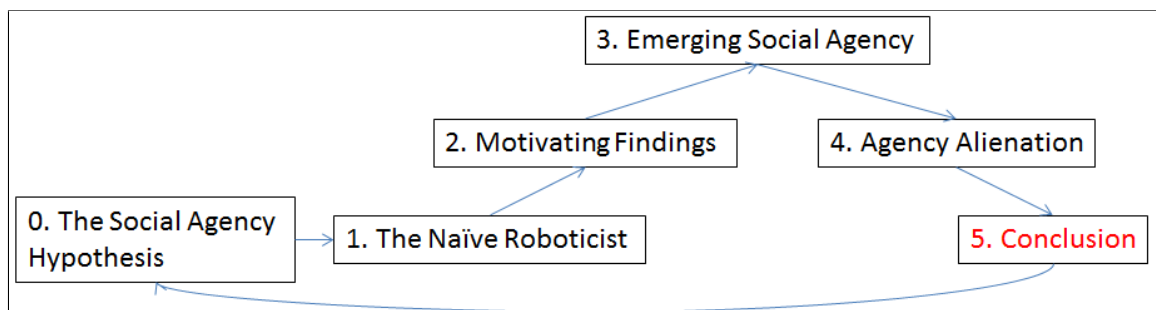 3. Emerging Social Agency
2. Motivating Findings
4. Agency Alienation
0. The Social Agency
Hypothesis
1. The Naïve Roboticist
5. Conclusion